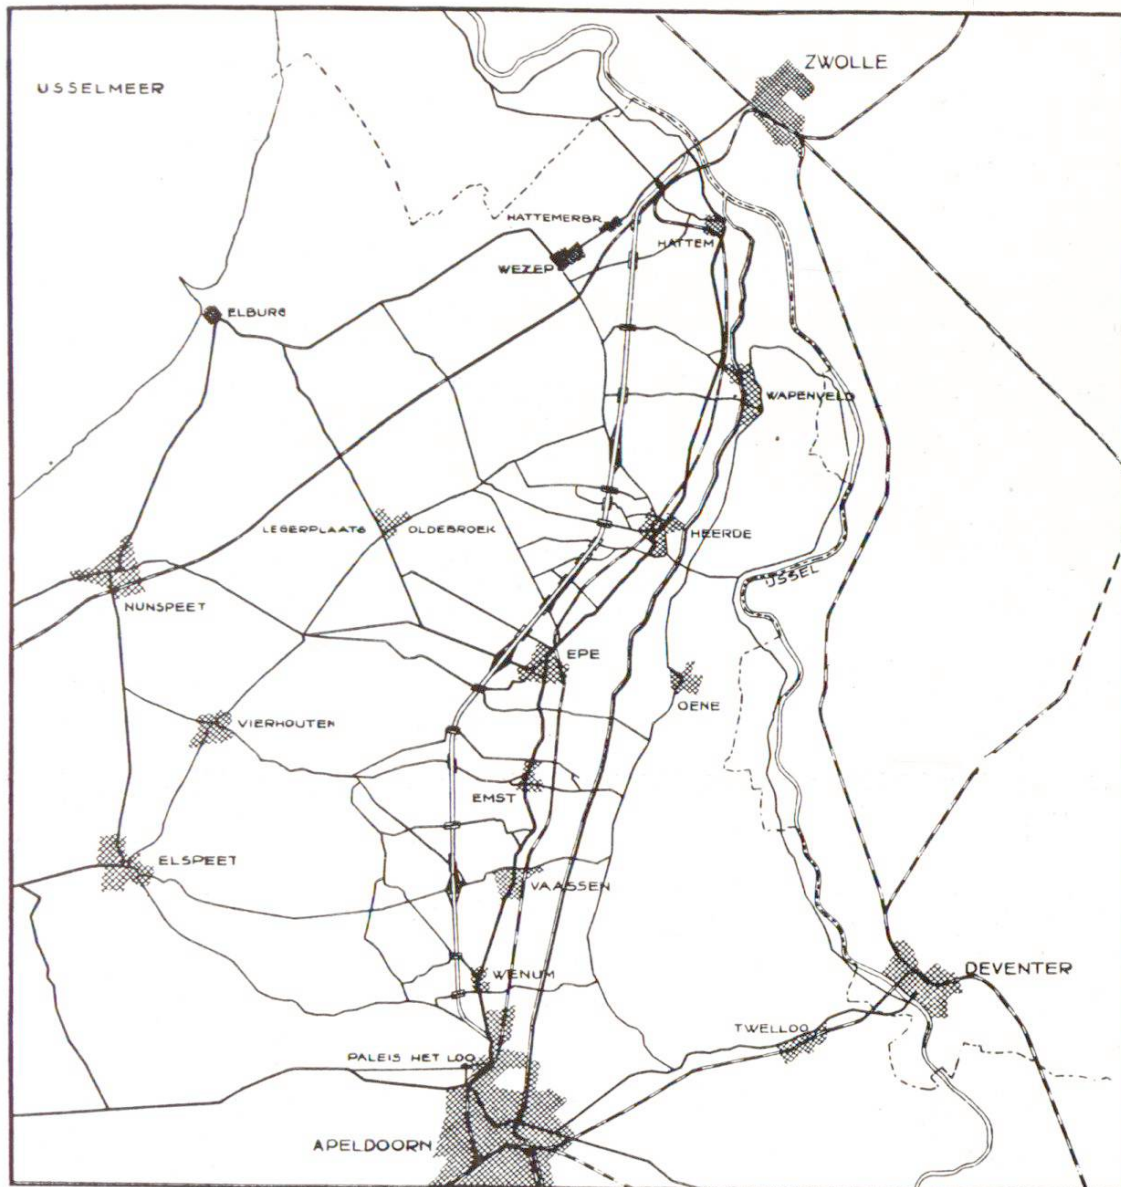 ZWOLLE
IJSSELMEER
HATTEMERBR.
HATTEM
WEZEP
ELBURG
WAPENVELD
LEGERPLAATS OLDEBROEK
HEERDE
IJSSEL
NUNSPEET
EPE
OENE
VIERHOUTEN
EMST
ELSPEET
VAASSEN
WENUM
DEVENTER
TWELLOO
PALEIS HET LOO
APELDOORN